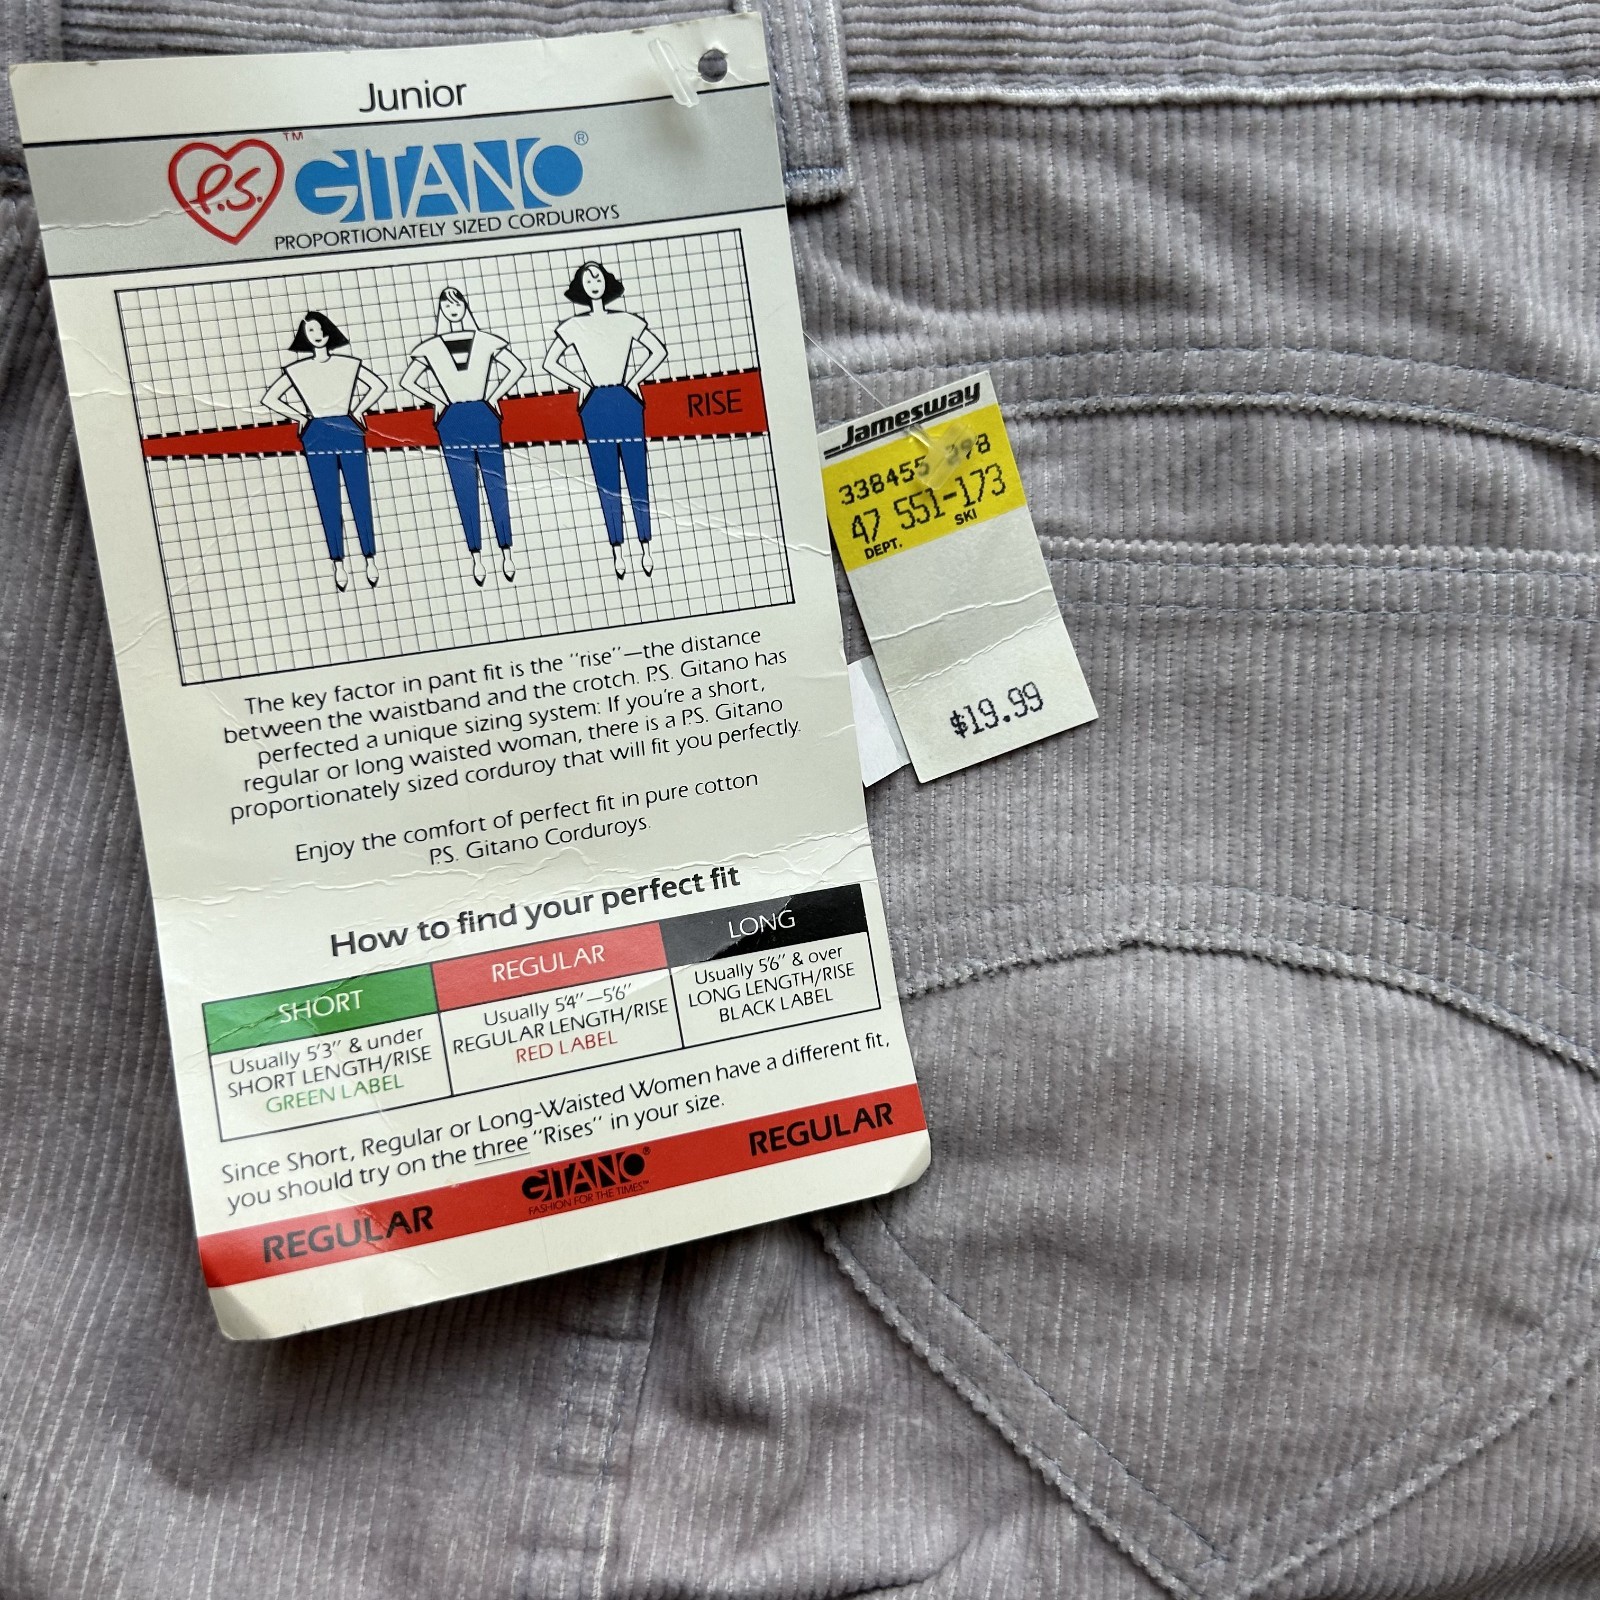 Junior
P.S.™ GITANO®
PROPORTIONATELY SIZED CORDUROYS
RISE
The key factor in pant fit is the "rise"—the distance
between the waistband and the crotch. P.S. Gitano has
perfected a unique sizing system: If you're a short,
regular or long waisted woman, there is a P.S. Gitano
proportionately sized corduroy that will fit you perfectly.
Enjoy the comfort of perfect fit in pure cotton
P.S. Gitano Corduroys.
How to find your perfect fit
SHORT
Usually 5'3" & under
SHORT LENGTH/RISE
GREEN LABEL
REGULAR
Usually 5'4"—5'6"
REGULAR LENGTH/RISE
RED LABEL
LONG
Usually 5'6" & over
LONG LENGTH/RISE
BLACK LABEL
Since Short, Regular or Long-Waisted Women have a different fit,
you should try on the three "Rises" in your size.
REGULAR GITANO® REGULAR
FASHION FOR THE TIMES™
Jamesway
338455
47 551-173
DEPT. SKI
$19.99